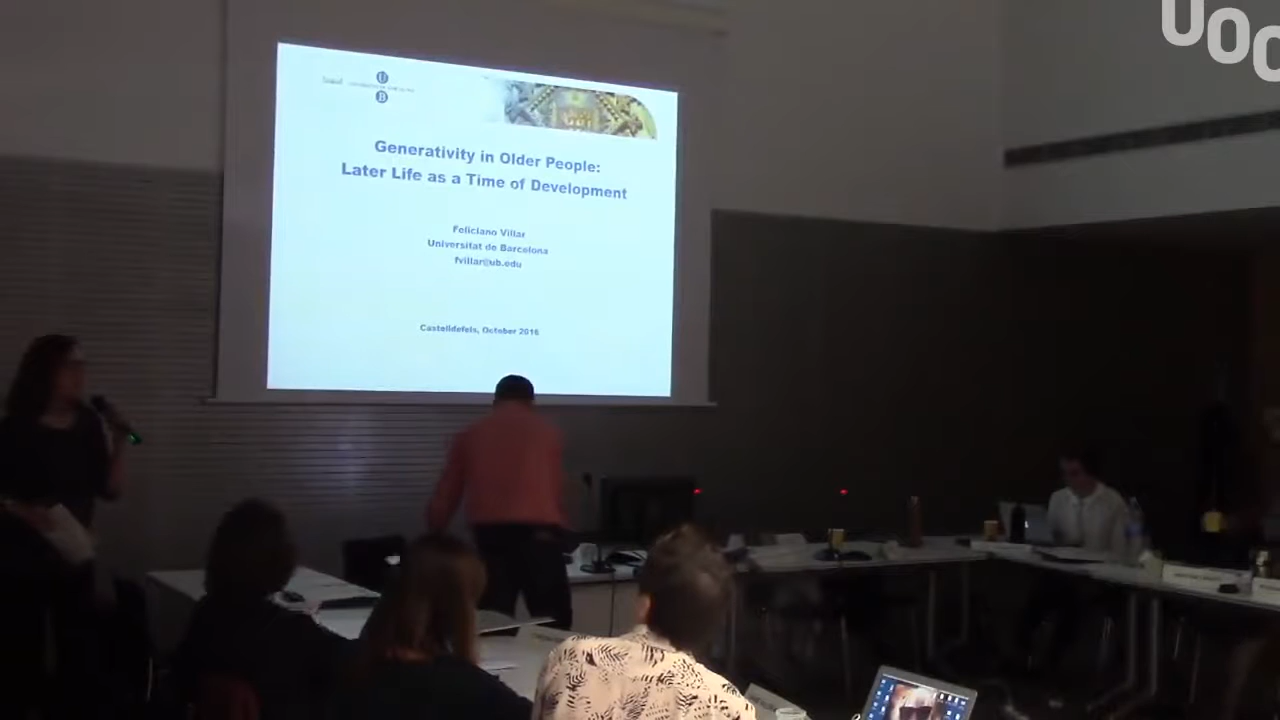 UOC
U
B
Generativity in Older People:
Later Life as a Time of Development
Feliciano Villar
Universitat de Barcelona
fvillar@ub.edu
Castelldefels, October 2016